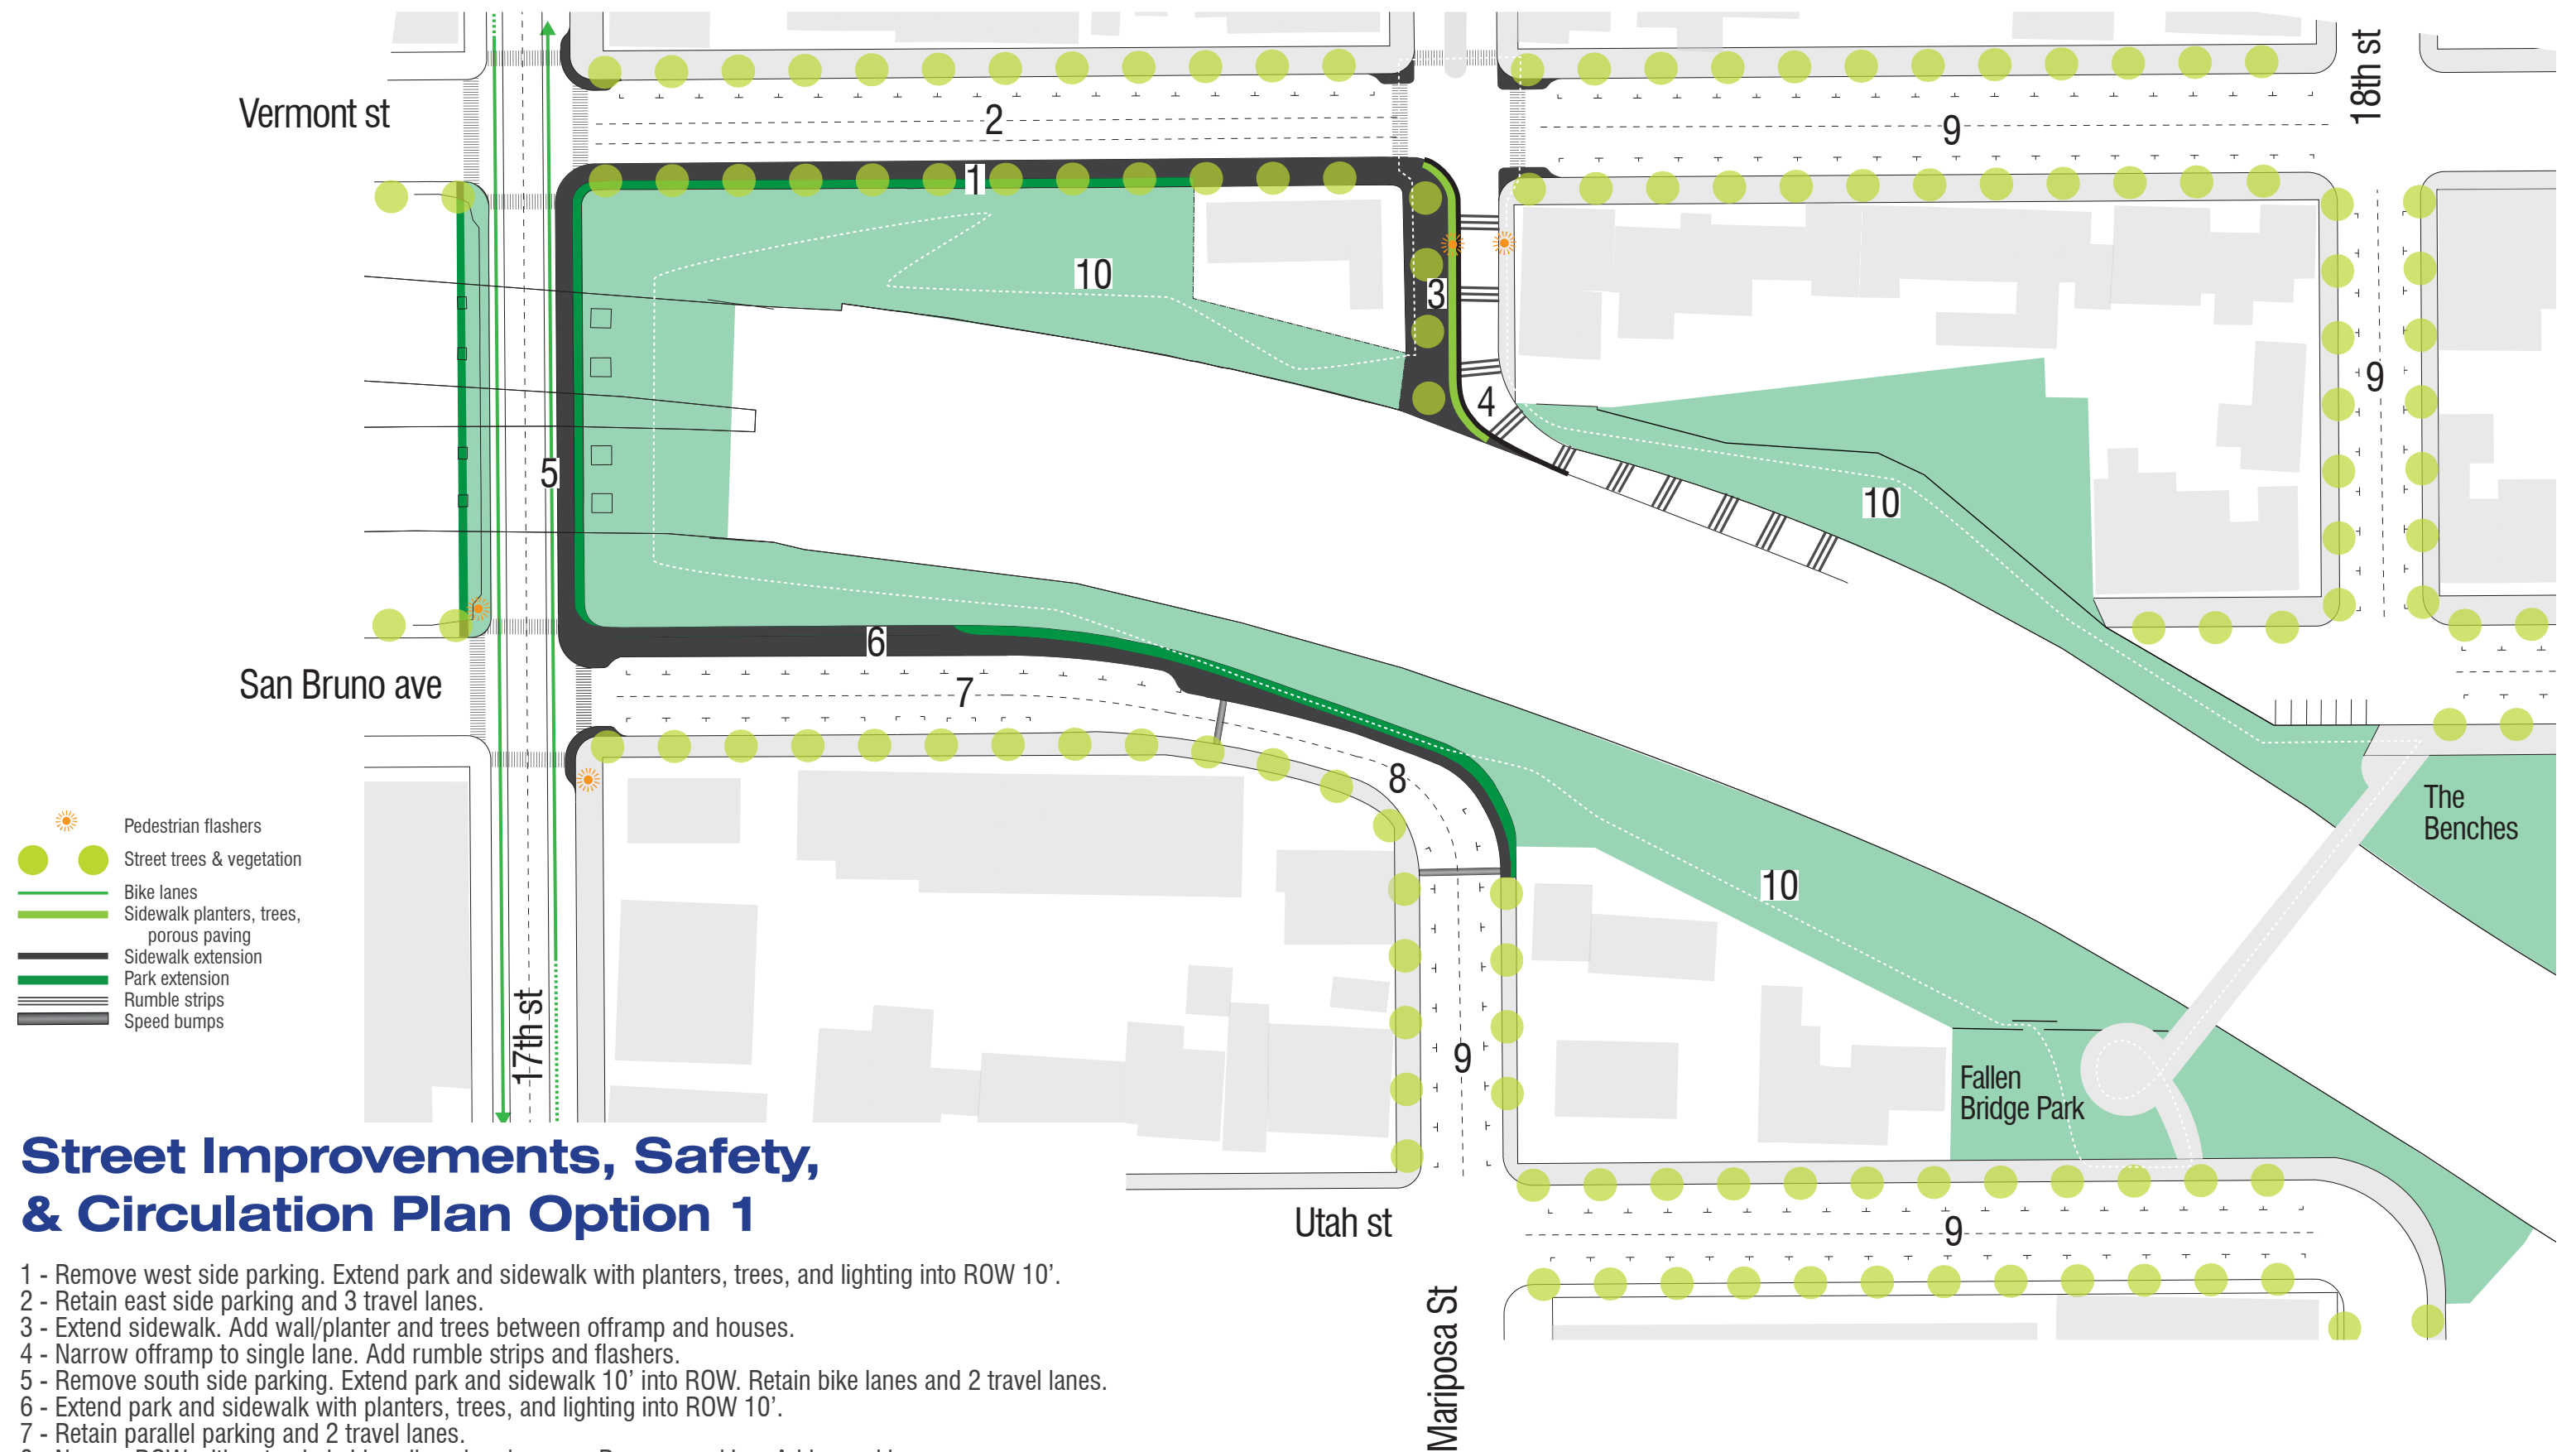 18th st
Vermont st
2
9
1
10
3
9
4
5
10
6
San Bruno ave
7
8
The
Benches
10
Pedestrian flashers
Street trees & vegetation
Bike lanes
Sidewalk planters, trees,
porous paving
Sidewalk extension
Park extension
Rumble strips
Speed bumps
17th st
9
Fallen
Bridge Park
Street Improvements, Safety,
& Circulation Plan Option 1
Utah st
9
Mariposa St
1 - Remove west side parking. Extend park and sidewalk with planters, trees, and lighting into ROW 10’.
2 - Retain east side parking and 3 travel lanes.
3 - Extend sidewalk. Add wall/planter and trees between offramp and houses.
4 - Narrow offramp to single lane. Add rumble strips and flashers.
5 - Remove south side parking. Extend park and sidewalk 10’ into ROW. Retain bike lanes and 2 travel lanes.
6 - Extend park and sidewalk with planters, trees, and lighting into ROW 10’.
7 - Retain parallel parking and 2 travel lanes.